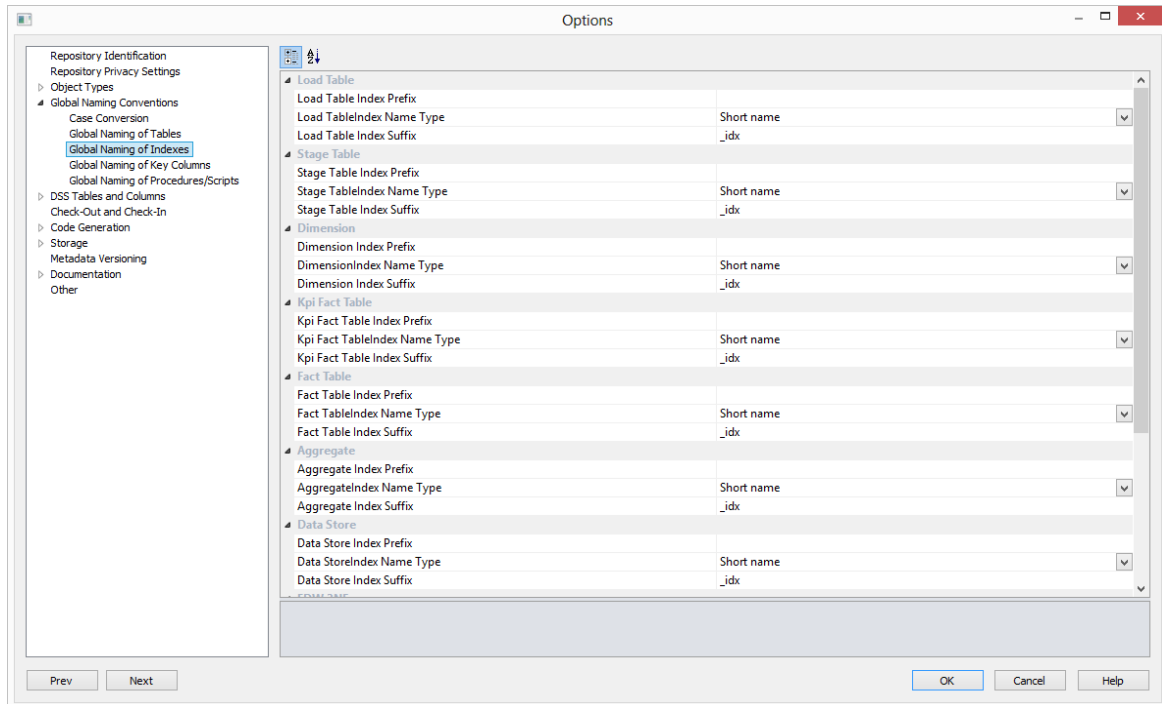 Options
Repository Identification
Repository Privacy Settings
Object Types
Global Naming Conventions
Case Conversion
Global Naming of Tables
Global Naming of Indexes
Global Naming of Key Columns
Global Naming of Procedures/Scripts
DSS Tables and Columns
Check-Out and Check-In
Code Generation
Storage
Metadata Versioning
Documentation
Other
Load Table
Load Table Index Prefix
Load TableIndex Name Type Short name
Load Table Index Suffix _idx
Stage Table
Stage Table Index Prefix
Stage TableIndex Name Type Short name
Stage Table Index Suffix _idx
Dimension
Dimension Index Prefix
DimensionIndex Name Type Short name
Dimension Index Suffix _idx
Kpi Fact Table
Kpi Fact Table Index Prefix
Kpi Fact TableIndex Name Type Short name
Kpi Fact Table Index Suffix _idx
Fact Table
Fact Table Index Prefix
Fact TableIndex Name Type Short name
Fact Table Index Suffix _idx
Aggregate
Aggregate Index Prefix
AggregateIndex Name Type Short name
Aggregate Index Suffix _idx
Data Store
Data Store Index Prefix
Data StoreIndex Name Type Short name
Data Store Index Suffix _idx
Prev Next OK Cancel Help